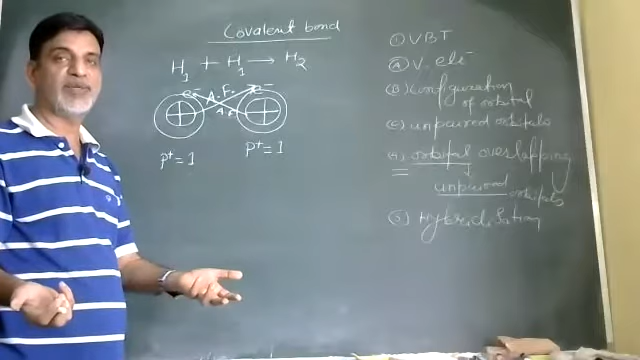 Covalent bond
H₁ + H₁ → H₂
e⁻ A.F. e⁻
A.F.
p⁺ = 1
p⁺ = 1
① VBT
Ⓐ V. ele⁻
Ⓑ Configuration
of orbital
Ⓒ unpaired orbitals
orbital overlapping
unpaired orbitals
Hybridisation